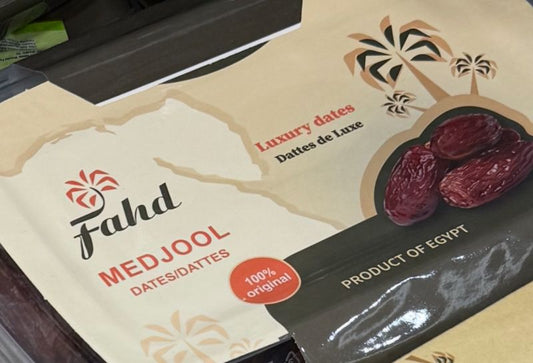 Luxury dates
Dattes de Luxe
Fahd
MEDJOOL
DATES/DATTES
100%
original
PRODUCT OF EGYPT